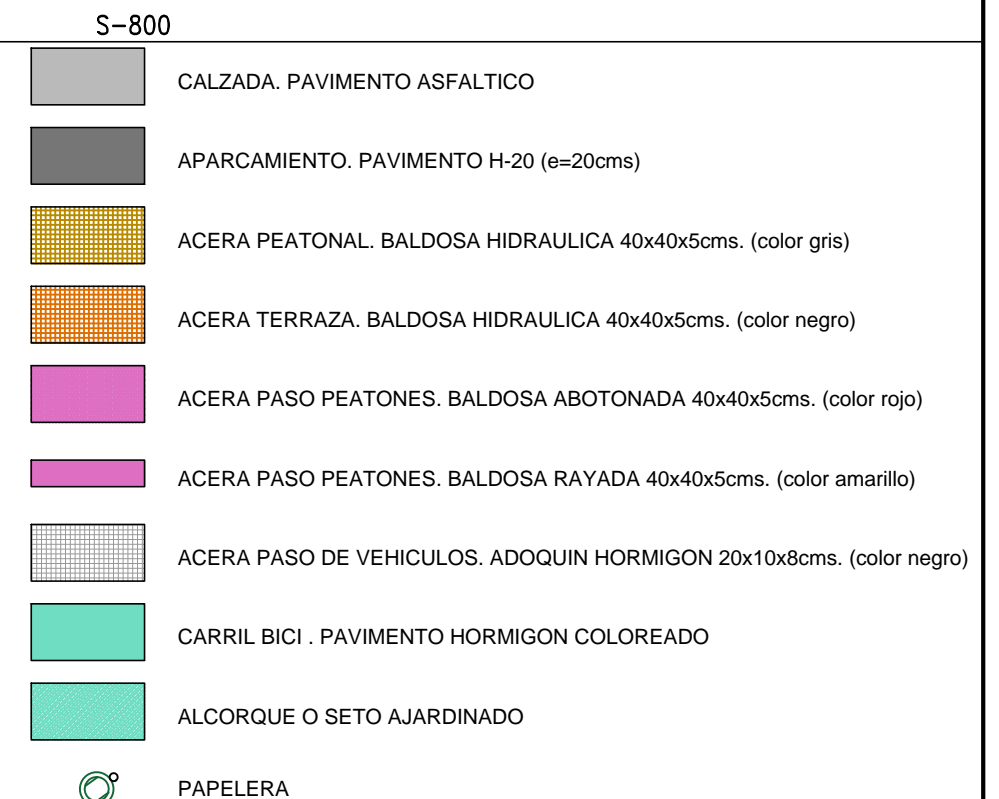 S-800
CALZADA. PAVIMENTO ASFALTICO
APARCAMIENTO. PAVIMENTO H-20 (e=20cms)
ACERA PEATONAL. BALDOSA HIDRAULICA 40x40x5cms. (color gris)
ACERA TERRAZA. BALDOSA HIDRAULICA 40x40x5cms. (color negro)
ACERA PASO PEATONES. BALDOSA ABOTONADA 40x40x5cms. (color rojo)
ACERA PASO PEATONES. BALDOSA RAYADA 40x40x5cms. (color amarillo)
ACERA PASO DE VEHICULOS. ADOQUIN HORMIGON 20x10x8cms. (color negro)
CARRIL BICI . PAVIMENTO HORMIGON COLOREADO
ALCORQUE O SETO AJARDINADO
PAPELERA